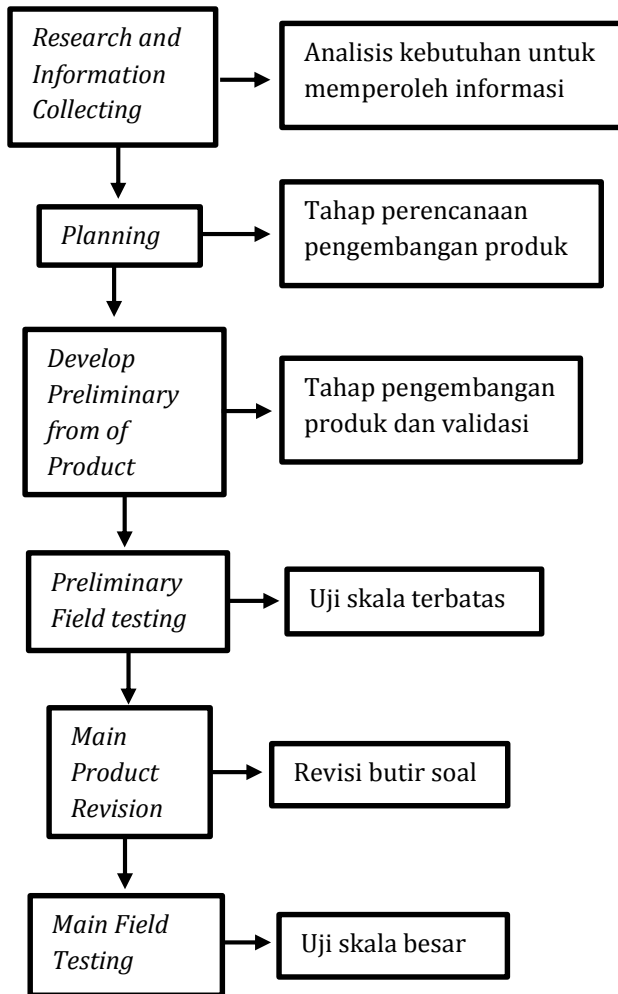 Research and
Information
Collecting
Analisis kebutuhan untuk
memperoleh informasi
Planning
Tahap perencanaan
pengembangan produk
Develop
Preliminary
from of
Product
Tahap pengembangan
produk dan validasi
Preliminary
Field testing
Uji skala terbatas
Main
Product
Revision
Revisi butir soal
Main Field
Testing
Uji skala besar